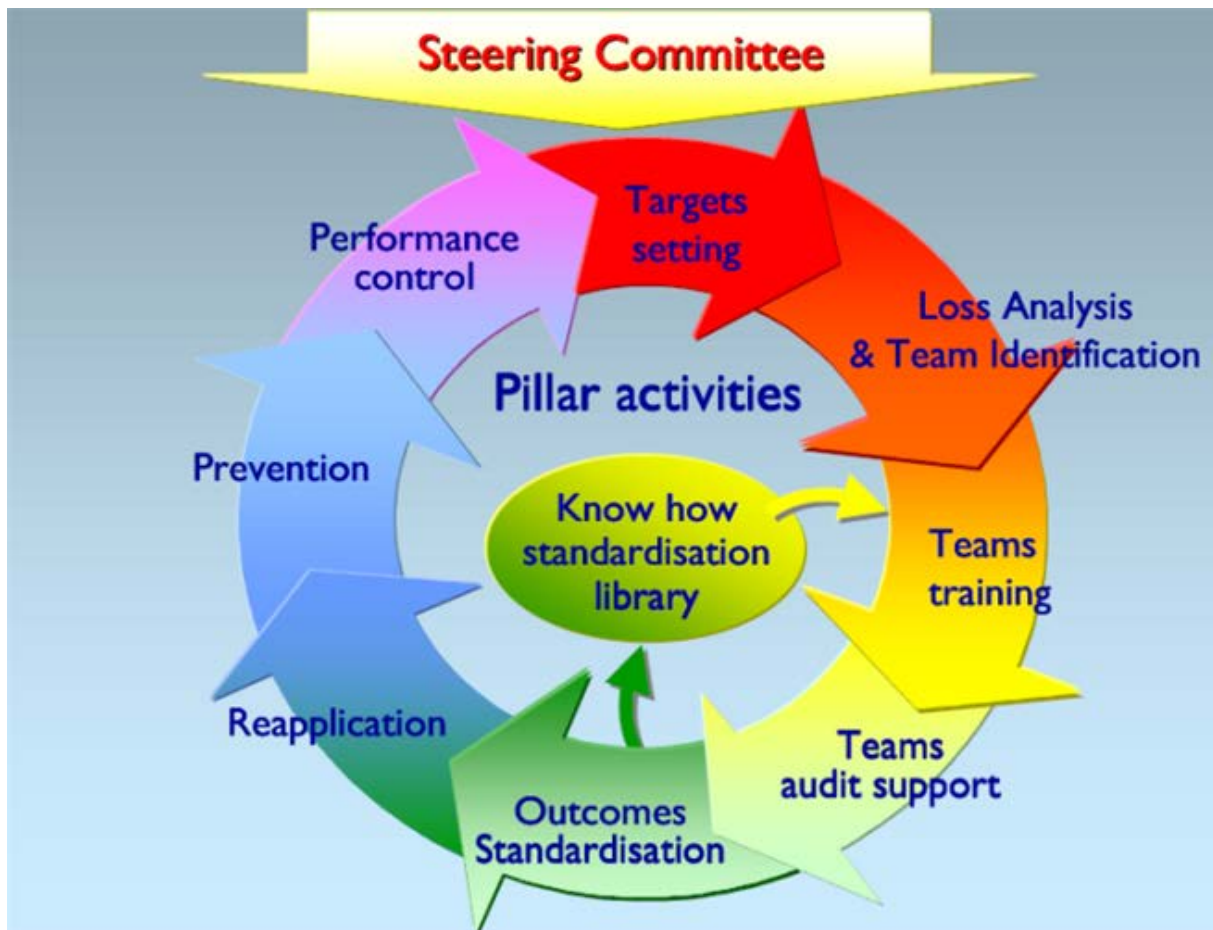 Steering Committee
Targets
setting
Loss Analysis
& Team Identification
Teams
training
Teams
audit support
Outcomes
Standardisation
Reapplication
Prevention
Performance
control
Pillar activities
Know how
standardisation
library